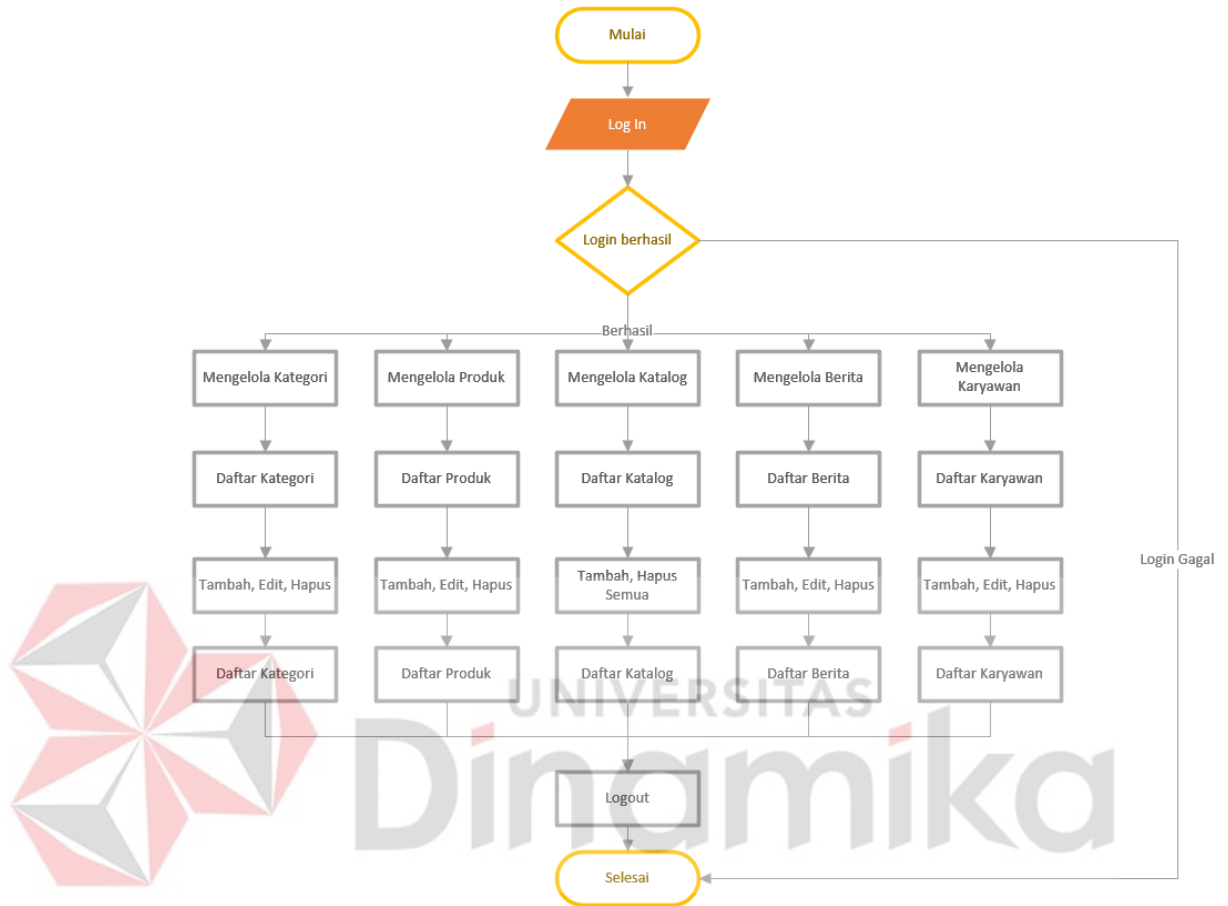 Mulai
Log In
Login berhasil
Berhasil
Mengelola Kategori
Mengelola Produk
Mengelola Katalog
Mengelola Berita
Mengelola
Karyawan
Daftar Kategori
Daftar Produk
Daftar Katalog
Daftar Berita
Daftar Karyawan
Login Gagal
Tambah, Edit, Hapus
Tambah, Edit, Hapus
Tambah, Hapus
Semua
Tambah, Edit, Hapus
Tambah, Edit, Hapus
Daftar Kategori
Daftar Produk
Daftar Katalog
Daftar Berita
Daftar Karyawan
UNIVERSITAS
Dinamika
Logout
Selesai